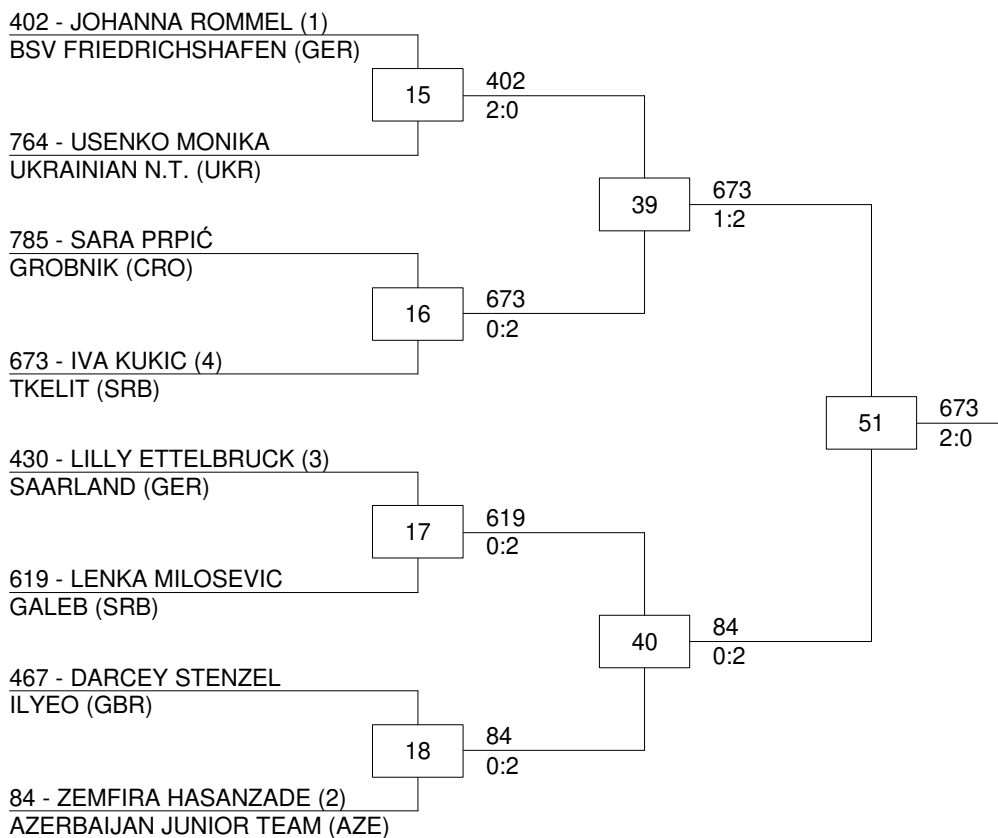 402 - JOHANNA ROMMEL (1)
BSV FRIEDRICHSHAFEN (GER)
15
402
2:0
764 - USENKO MONIKA
UKRAINIAN N.T. (UKR)
39
673
1:2
785 - SARA PRPIĆ
GROBNIK (CRO)
16
673
0:2
673 - IVA KUKIC (4)
TKELIT (SRB)
51
673
2:0
430 - LILLY ETTELBRUCK (3)
SAARLAND (GER)
17
619
0:2
619 - LENKA MILOSEVIC
GALEB (SRB)
40
84
0:2
467 - DARCEY STENZEL
ILYEO (GBR)
18
84
0:2
84 - ZEMFIRA HASANZADE (2)
AZERBAIJAN JUNIOR TEAM (AZE)